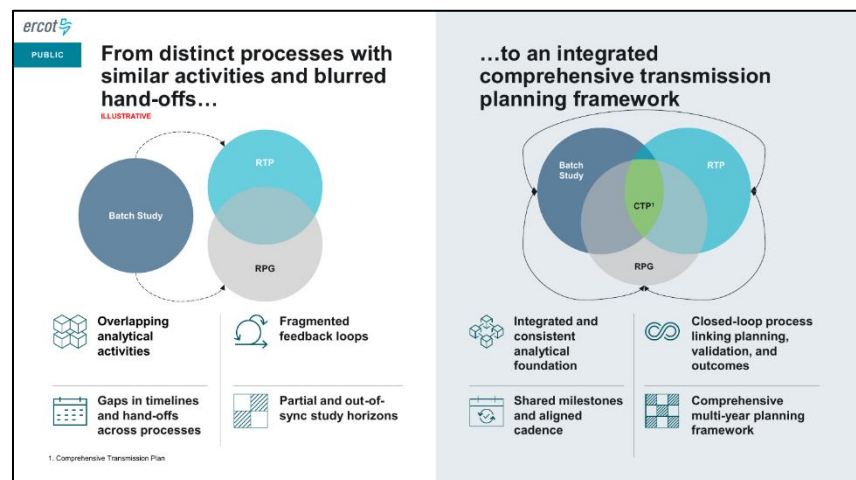 ercot
PUBLIC
From distinct processes with
similar activities and blurred
hand-offs…
ILLUSTRATIVE
RTP
Batch Study
RPG
Overlapping
analytical
activities
Fragmented
feedback loops
Gaps in timelines
and hand-offs
across processes
Partial and out-of-
sync study horizons
1. Comprehensive Transmission Plan
…to an integrated
comprehensive transmission
planning framework
Batch
Study
RTP
CTP¹
RPG
Integrated and
consistent
analytical
foundation
Closed-loop process
linking planning,
validation, and
outcomes
Shared milestones
and aligned
cadence
Comprehensive
multi-year planning
framework